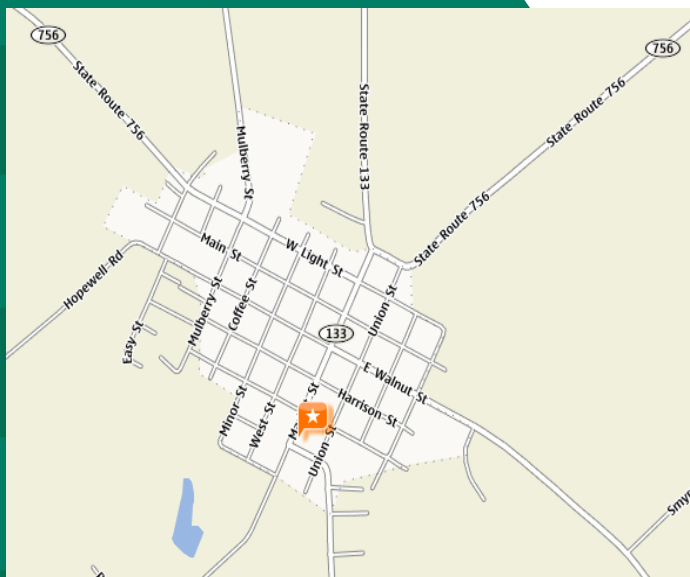 756
756
State Route 756
Mulberry St
State Route 133
State Route 756
State Route 756
Main St
W. Light St
Hopewell Rd
Mulberry St
Coffee St
Union St
Easy St
133
E Walnut St
Minor St
West St
Harrison St
Union St